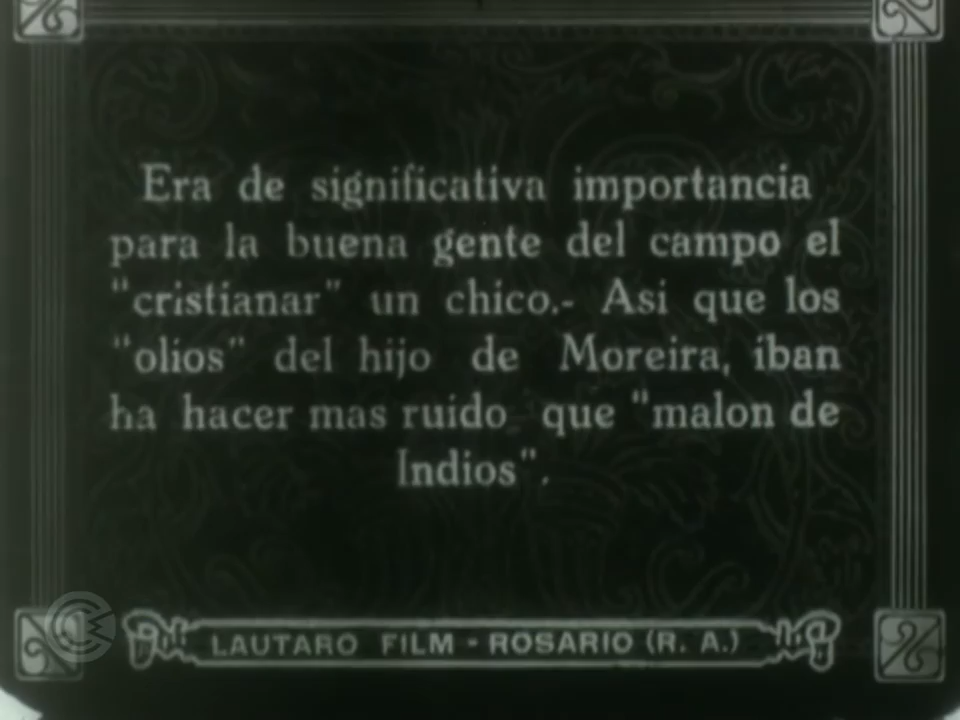 Era de significativa importancia
para la buena gente del campo el
"cristianar" un chico.- Asi que los
"olios" del hijo de Moreira, iban
ha hacer mas ruido que "malon de
Indios".
LAUTARO FILM - ROSARIO (R. A.)